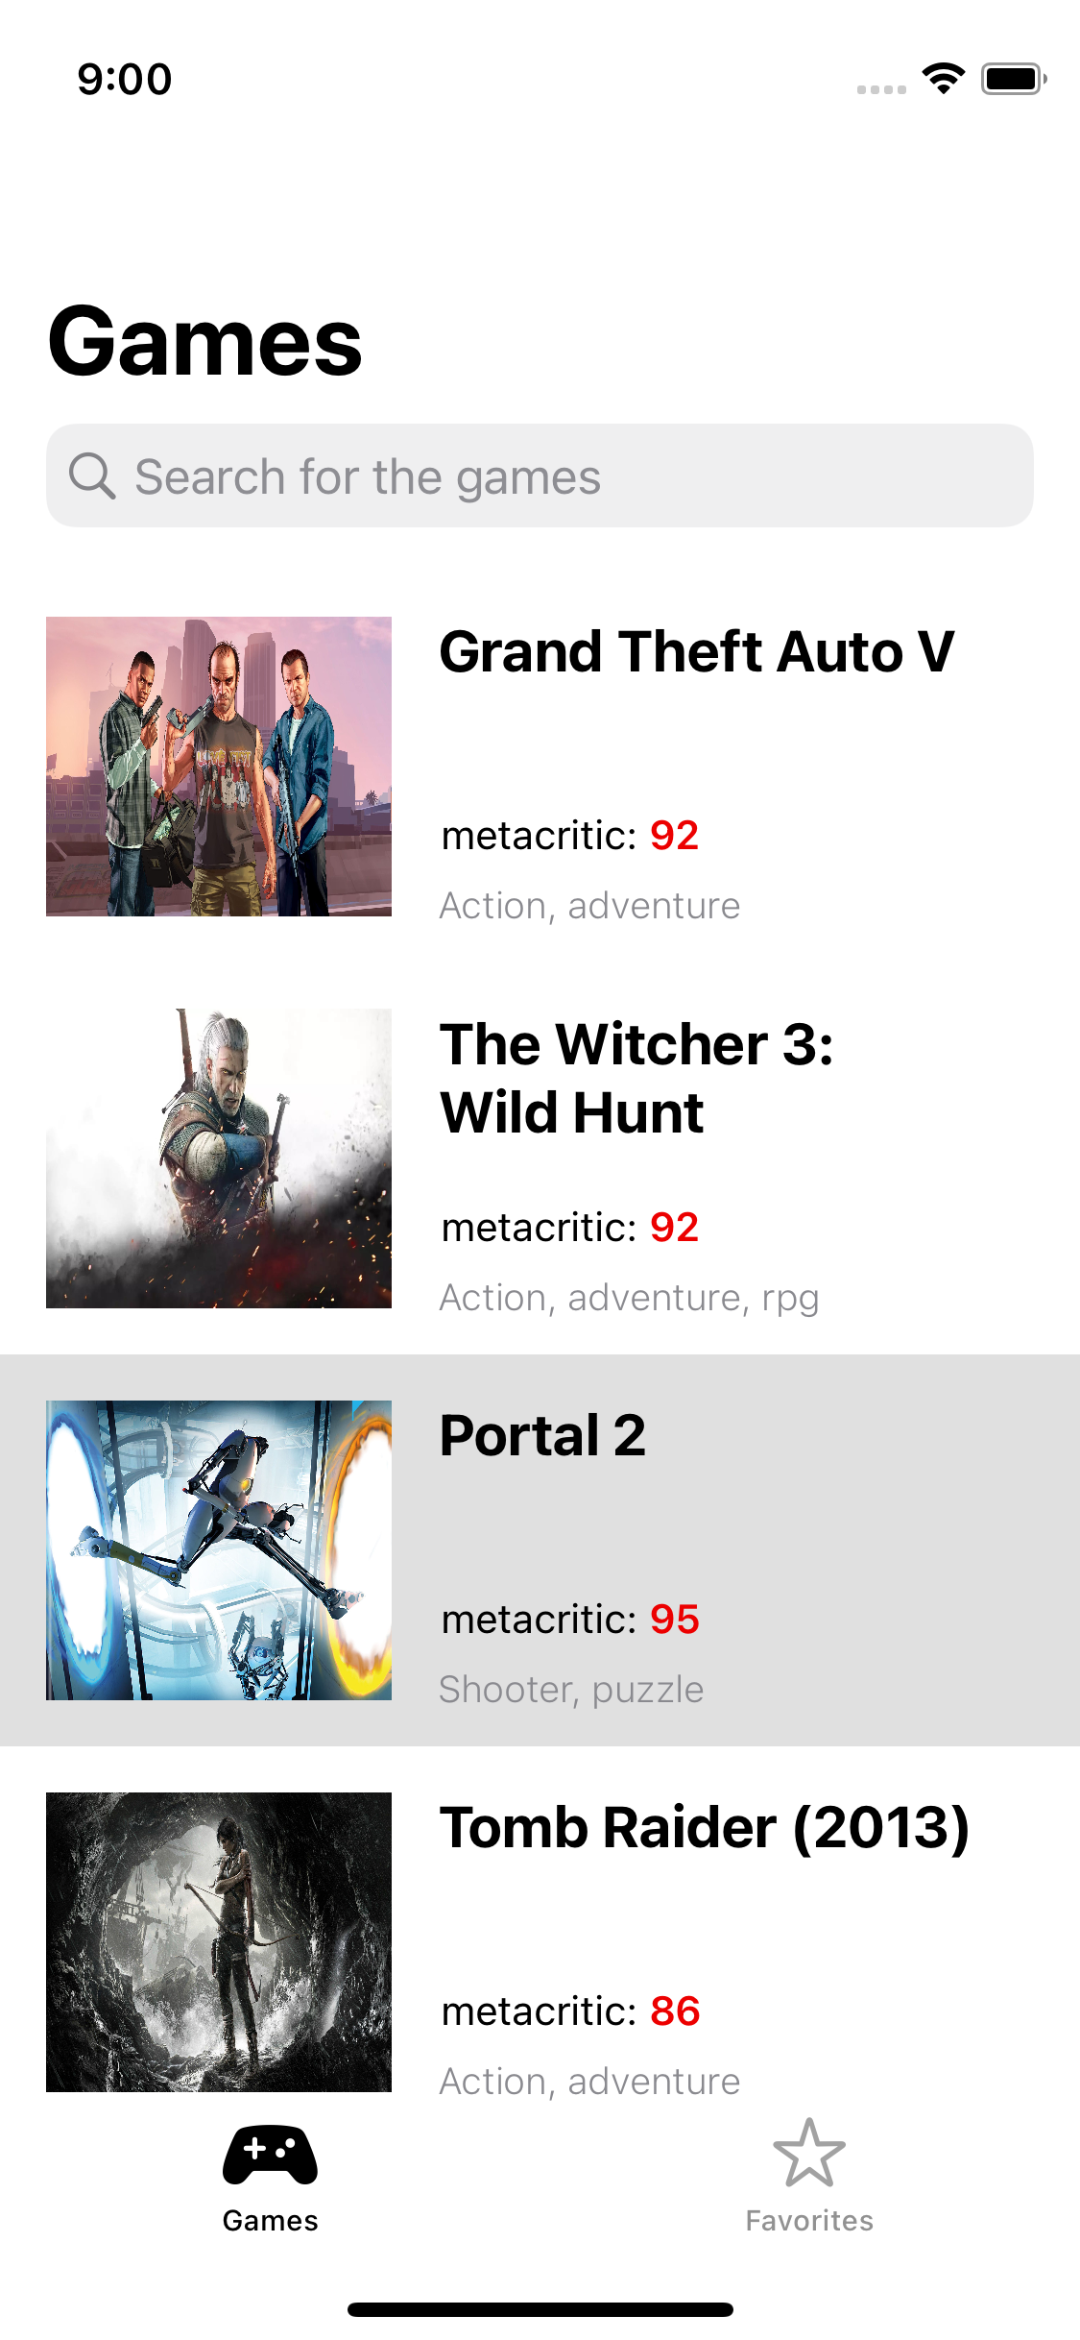 9:00
Games
Search for the games
Grand Theft Auto V
metacritic: 92
Action, adventure
The Witcher 3:
Wild Hunt
metacritic: 92
Action, adventure, rpg
Portal 2
metacritic: 95
Shooter, puzzle
Tomb Raider (2013)
metacritic: 86
Action, adventure
Games
Favorites